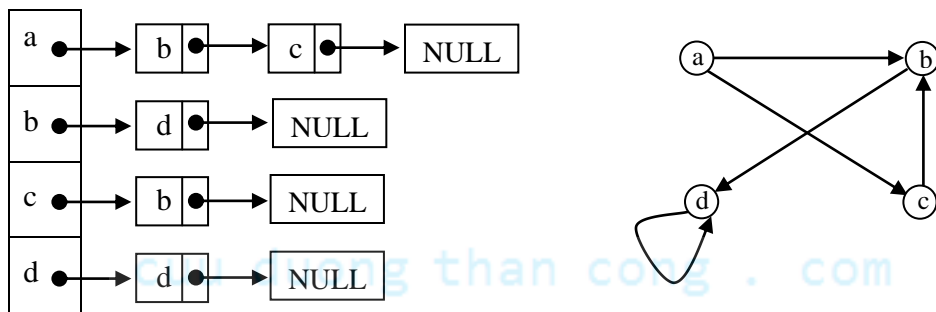 a b c NULL
b d NULL
c b NULL
d d NULL
a b
d c
cuu duong than cong . com